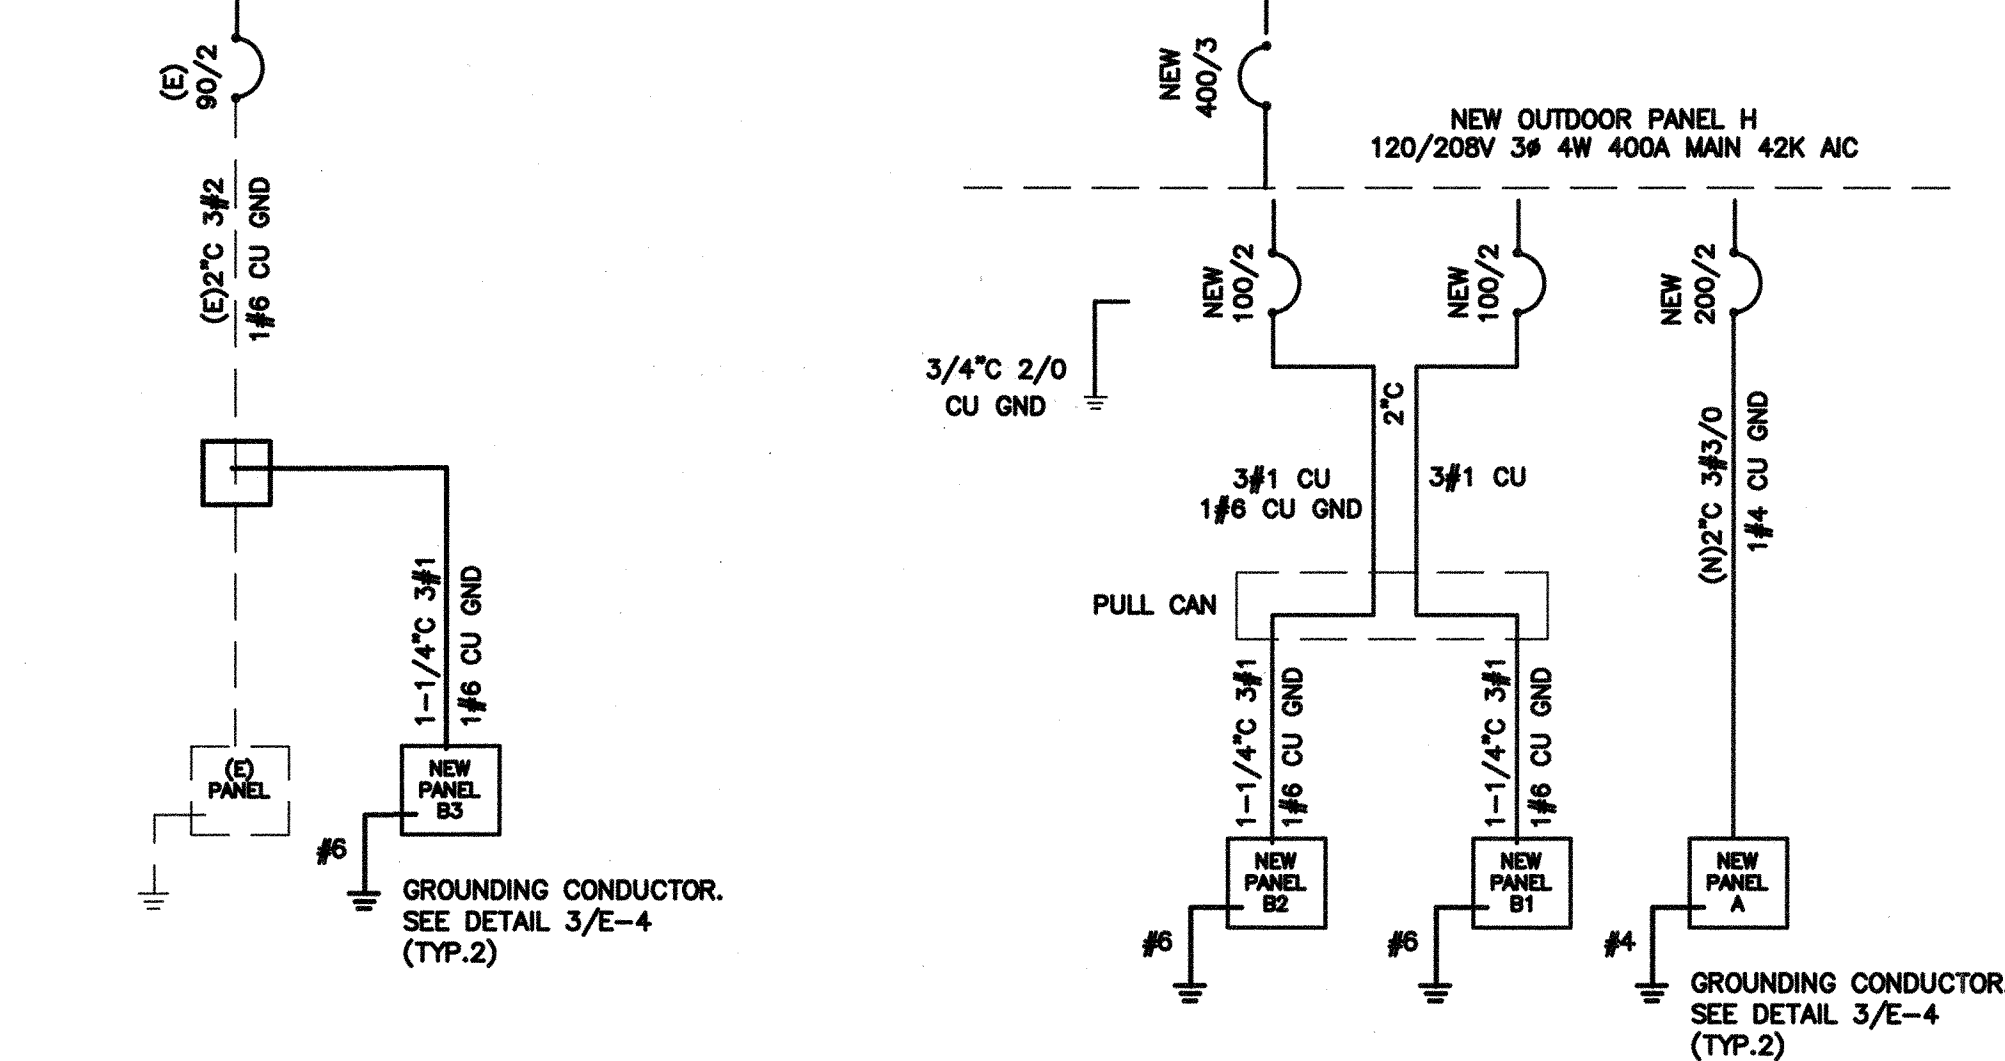 (E)
90/2
(E)2"C 3#2
1#6 CU GND
1-1/4"C 3#1
1#6 CU GND
(E)
PANEL
NEW
PANEL
B3
#6
GROUNDING CONDUCTOR.
SEE DETAIL 3/E-4
(TYP.2)
NEW
400/3
NEW OUTDOOR PANEL H
120/208V 3ø 4W 400A MAIN 42K AIC
NEW
100/2
NEW
100/2
NEW
200/2
3/4"C 2/0
CU GND
2"C
3#1 CU
1#6 CU GND
3#1 CU
(N)2"C 3#3/0
1#4 CU GND
PULL CAN
1-1/4"C 3#1
1#6 CU GND
1-1/4"C 3#1
1#6 CU GND
NEW
PANEL
B2
NEW
PANEL
B1
NEW
PANEL
A
#6
#6
#4
GROUNDING CONDUCTOR.
SEE DETAIL 3/E-4
(TYP.2)